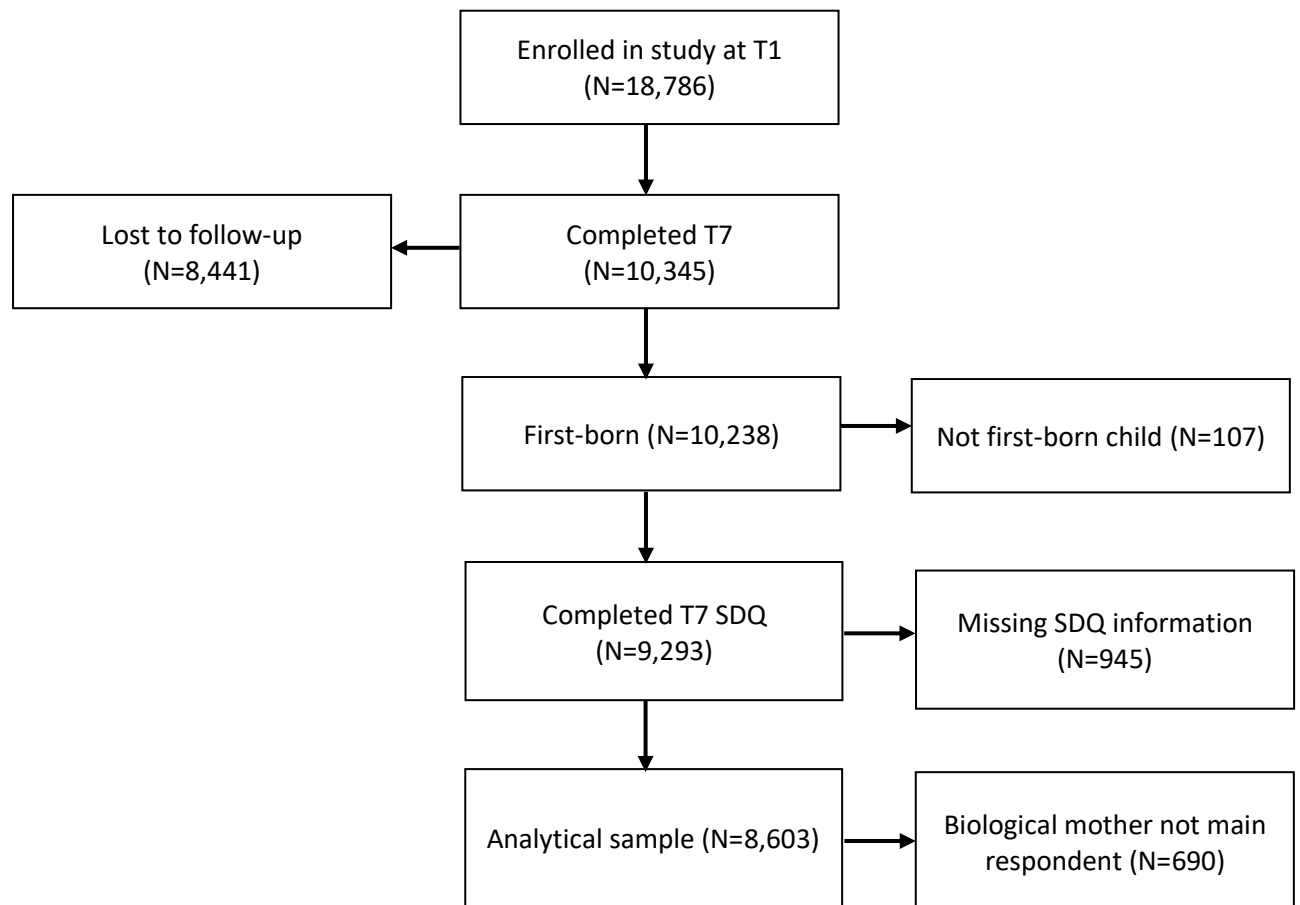 Enrolled in study at T1
(N=18,786)
Lost to follow-up
(N=8,441)
Completed T7
(N=10,345)
First-born (N=10,238)
Not first-born child (N=107)
Completed T7 SDQ
(N=9,293)
Missing SDQ information
(N=945)
Analytical sample (N=8,603)
Biological mother not main
respondent (N=690)